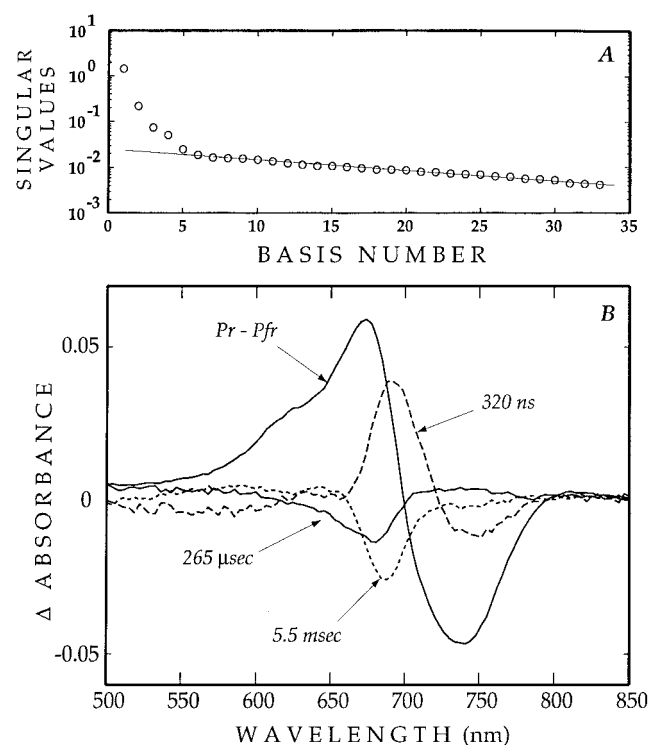 A
SINGULAR
VALUES
10^1
10^0
10^-1
10^-2
10^-3
0 5 10 15 20 25 30 35
BASIS NUMBER
B
Pr - Pfr
320 ns
265 μsec
5.5 msec
Δ ABSORBANCE
0.05
0
-0.05
500 550 600 650 700 750 800 850
WAVELENGTH (nm)